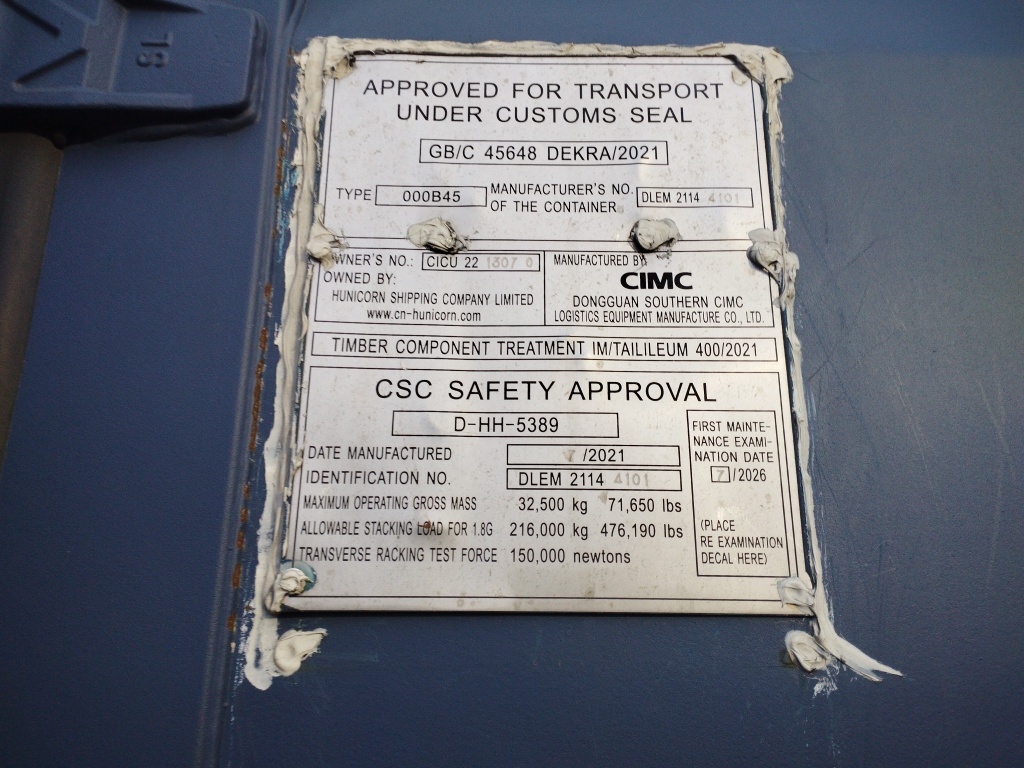 16
APPROVED FOR TRANSPORT
UNDER CUSTOMS SEAL
GB/C 45648 DEKRA/2021
TYPE 000B45
MANUFACTURER'S NO.
OF THE CONTAINER
DLEM 2114 4101
OWNER'S NO.: CICU 22 1307 0
OWNED BY:
HUNICORN SHIPPING COMPANY LIMITED
www.cn-hunicorn.com
MANUFACTURED BY
CIMC
DONGGUAN SOUTHERN CIMC
LOGISTICS EQUIPMENT MANUFACTURE CO., LTD.
TIMBER COMPONENT TREATMENT IM/TAILILEUM 400/2021
CSC SAFETY APPROVAL
D-HH-5389
DATE MANUFACTURED 7 /2021
IDENTIFICATION NO. DLEM 2114 4101
MAXIMUM OPERATING GROSS MASS 32,500 kg 71,650 lbs
ALLOWABLE STACKING LOAD FOR 1.8G 216,000 kg 476,190 lbs
TRANSVERSE RACKING TEST FORCE 150,000 newtons
FIRST MAINTE-
NANCE EXAMI-
NATION DATE
7 /2026
(PLACE
RE EXAMINATION
DECAL HERE)